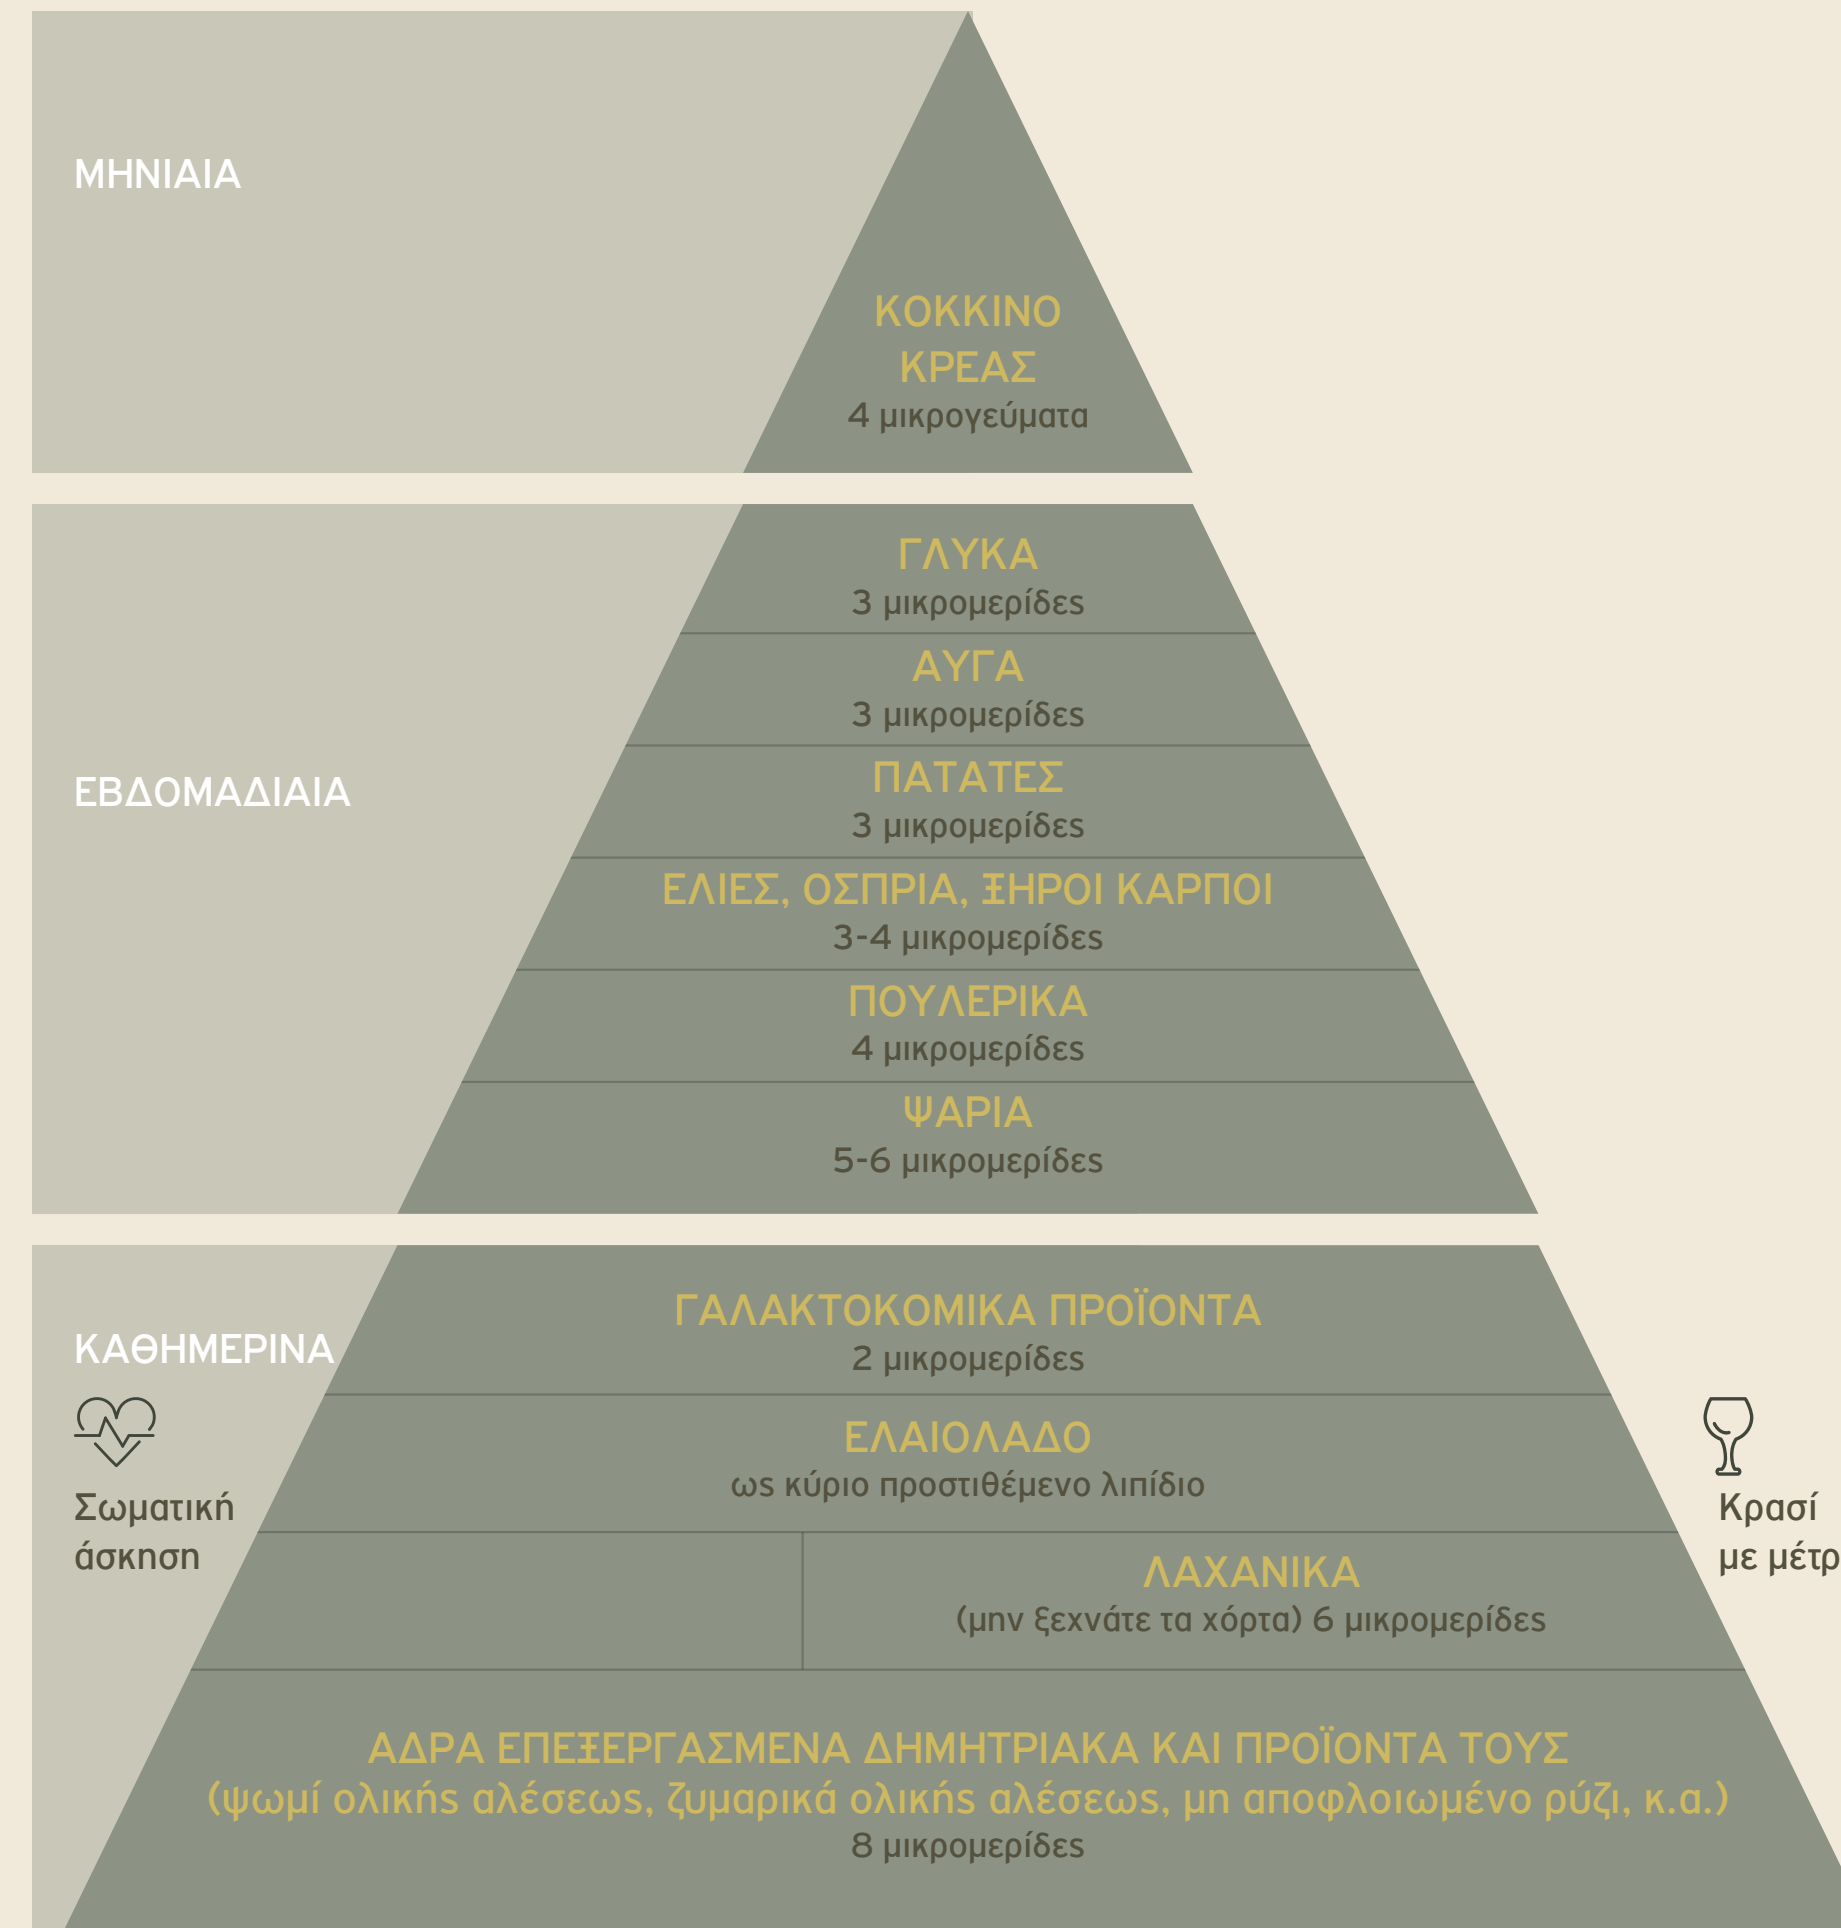 ΜΗΝΙΑΙΑ
ΚΟΚΚΙΝΟ
ΚΡΕΑΣ
4 μικρογεύματα
ΕΒΔΟΜΑΔΙΑΙΑ
ΓΛΥΚΑ
3 μικρομερίδες
ΑΥΓΑ
3 μικρομερίδες
ΠΑΤΑΤΕΣ
3 μικρομερίδες
ΕΛΙΕΣ, ΟΣΠΡΙΑ, ΞΗΡΟΙ ΚΑΡΠΟΙ
3-4 μικρομερίδες
ΠΟΥΛΕΡΙΚΑ
4 μικρομερίδες
ΨΑΡΙΑ
5-6 μικρομερίδες
ΚΑΘΗΜΕΡΙΝΑ
Σωματική
άσκηση
ΓΑΛΑΚΤΟΚΟΜΙΚΑ ΠΡΟΪΟΝΤΑ
2 μικρομερίδες
ΕΛΑΙΟΛΑΔΟ
ως κύριο προστιθέμενο λιπίδιο
ΛΑΧΑΝΙΚΑ
(μην ξεχνάτε τα χόρτα) 6 μικρομερίδες
ΑΔΡΑ ΕΠΕΞΕΡΓΑΣΜΕΝΑ ΔΗΜΗΤΡΙΑΚΑ ΚΑΙ ΠΡΟΪΟΝΤΑ ΤΟΥΣ
(ψωμί ολικής αλέσεως, ζυμαρικά ολικής αλέσεως, μη αποφλοιωμένο ρύζι, κ.α.)
8 μικρομερίδες
Κρασί
με